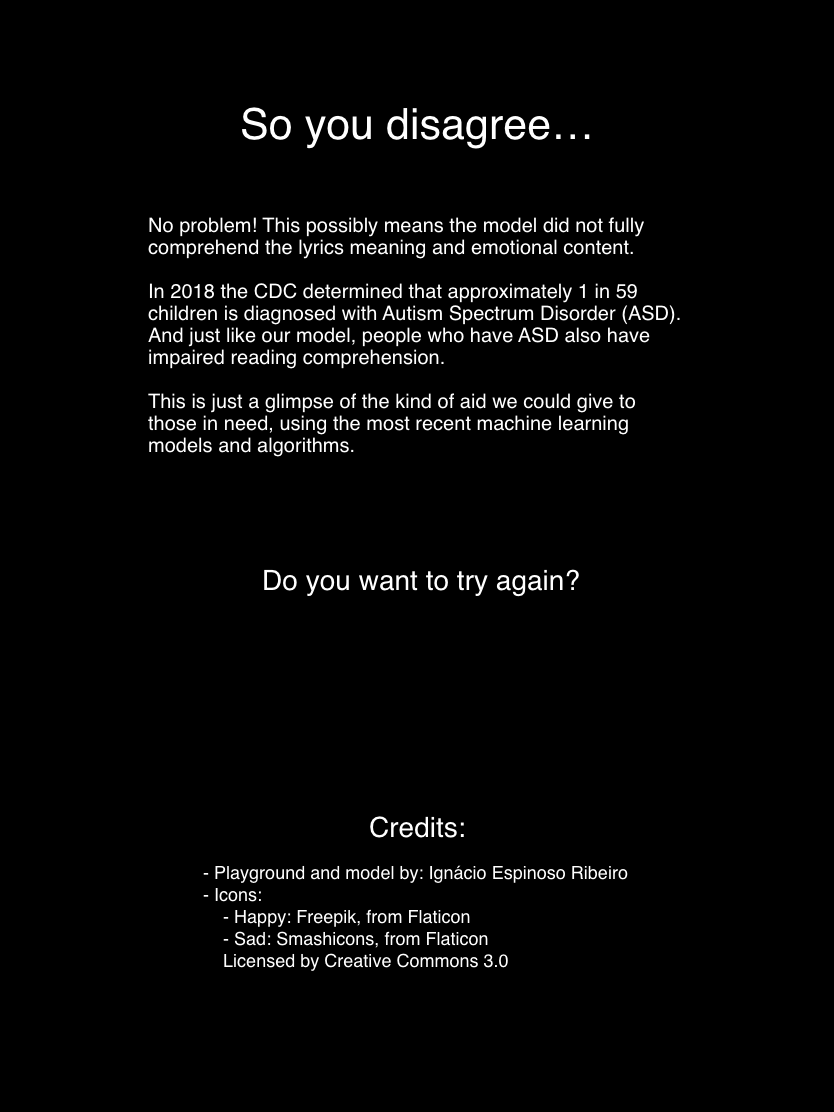 So you disagree…
No problem! This possibly means the model did not fully
comprehend the lyrics meaning and emotional content.
In 2018 the CDC determined that approximately 1 in 59
children is diagnosed with Autism Spectrum Disorder (ASD).
And just like our model, people who have ASD also have
impaired reading comprehension.
This is just a glimpse of the kind of aid we could give to
those in need, using the most recent machine learning
models and algorithms.
Do you want to try again?
Credits:
- Playground and model by: Ignácio Espinoso Ribeiro
- Icons:
- Happy: Freepik, from Flaticon
- Sad: Smashicons, from Flaticon
Licensed by Creative Commons 3.0